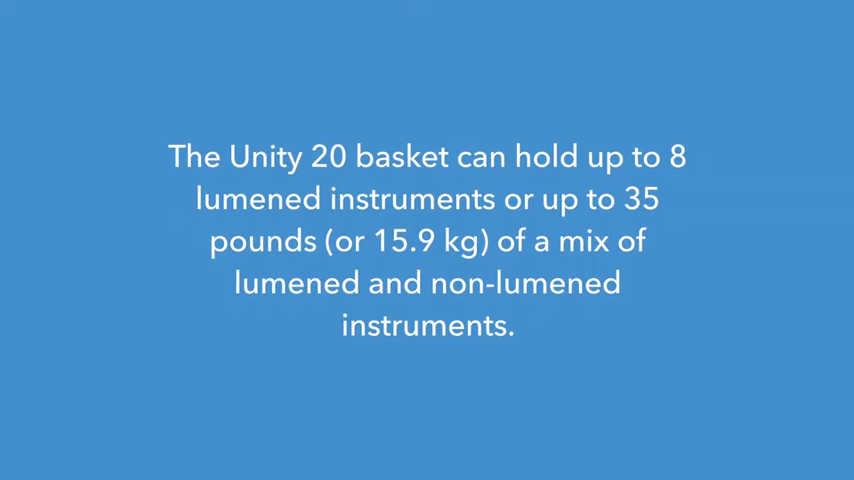 The Unity 20 basket can hold up to 8
lumened instruments or up to 35
pounds (or 15.9 kg) of a mix of
lumened and non-lumened
instruments.